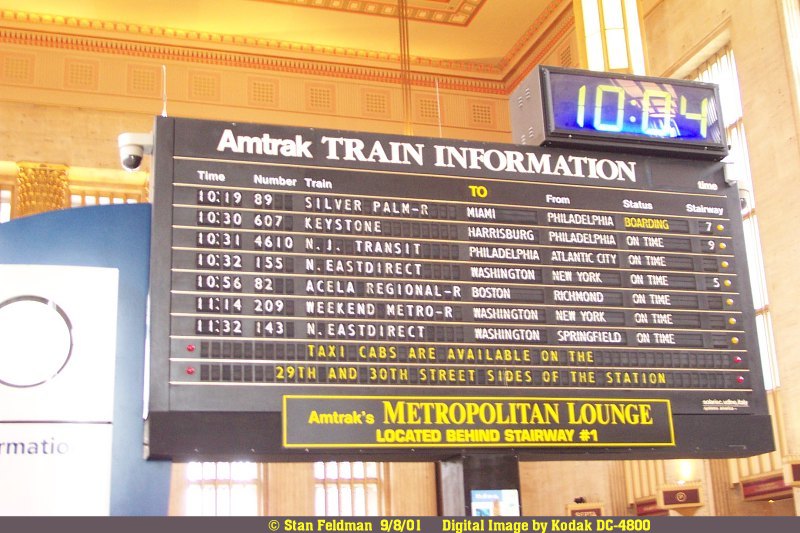 10:04
Amtrak TRAIN INFORMATION
Time Number Train TO From Status Stairway
10:19 89 SILVER PALM-R MIAMI PHILADELPHIA BOARDING 7
10:30 607 KEYSTONE HARRISBURG PHILADELPHIA ON TIME 9
10:31 4610 N.J. TRANSIT PHILADELPHIA ATLANTIC CITY ON TIME
10:32 155 N.EASTDIRECT WASHINGTON NEW YORK ON TIME 5
10:56 82 ACELA REGIONAL-R BOSTON RICHMOND ON TIME
11:14 209 WEEKEND METRO-R WASHINGTON NEW YORK ON TIME
11:32 143 N.EASTDIRECT WASHINGTON SPRINGFIELD ON TIME
TAXI CABS ARE AVAILABLE ON THE
29TH AND 30TH STREET SIDES OF THE STATION
Amtrak's METROPOLITAN LOUNGE
LOCATED BEHIND STAIRWAY #1
rmatio
© Stan Feldman 9/8/01 Digital Image by Kodak DC-4800